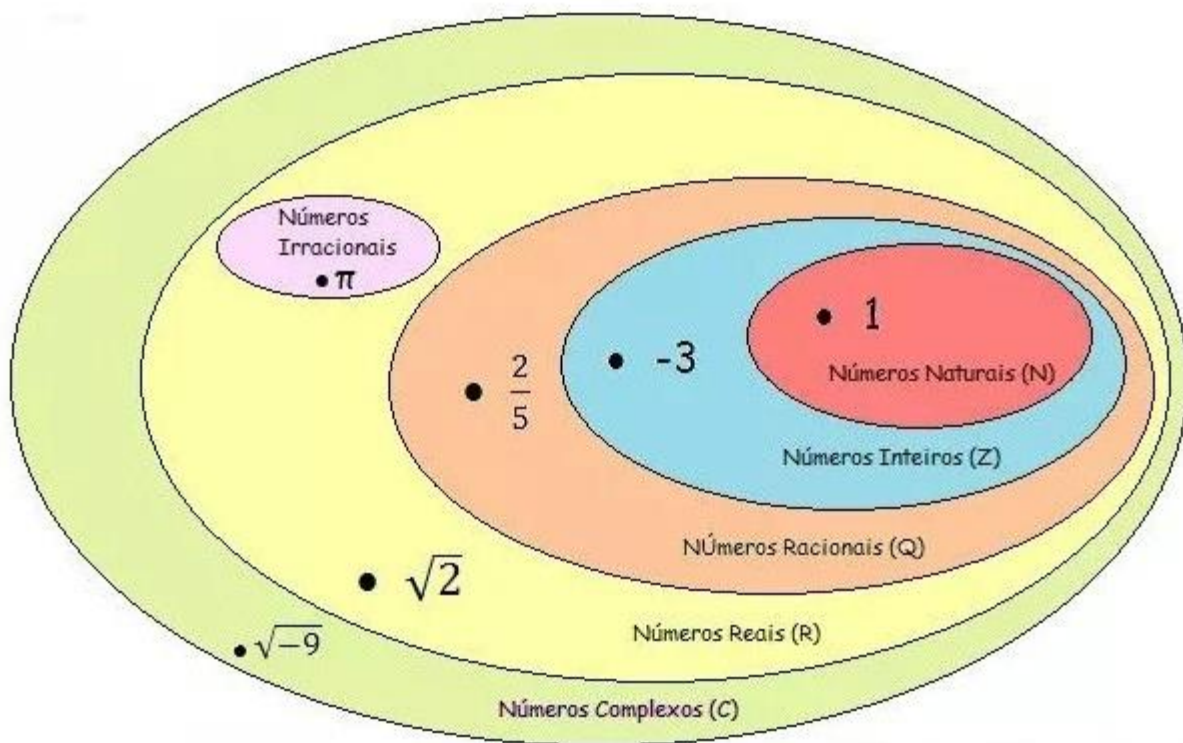 Números
Irracionais
π
1
2
5
-3
Números Naturais (N)
Números Inteiros (Z)
NÚmeros Racionais (Q)
√2
Números Reais (R)
√-9
Números Complexos (C)